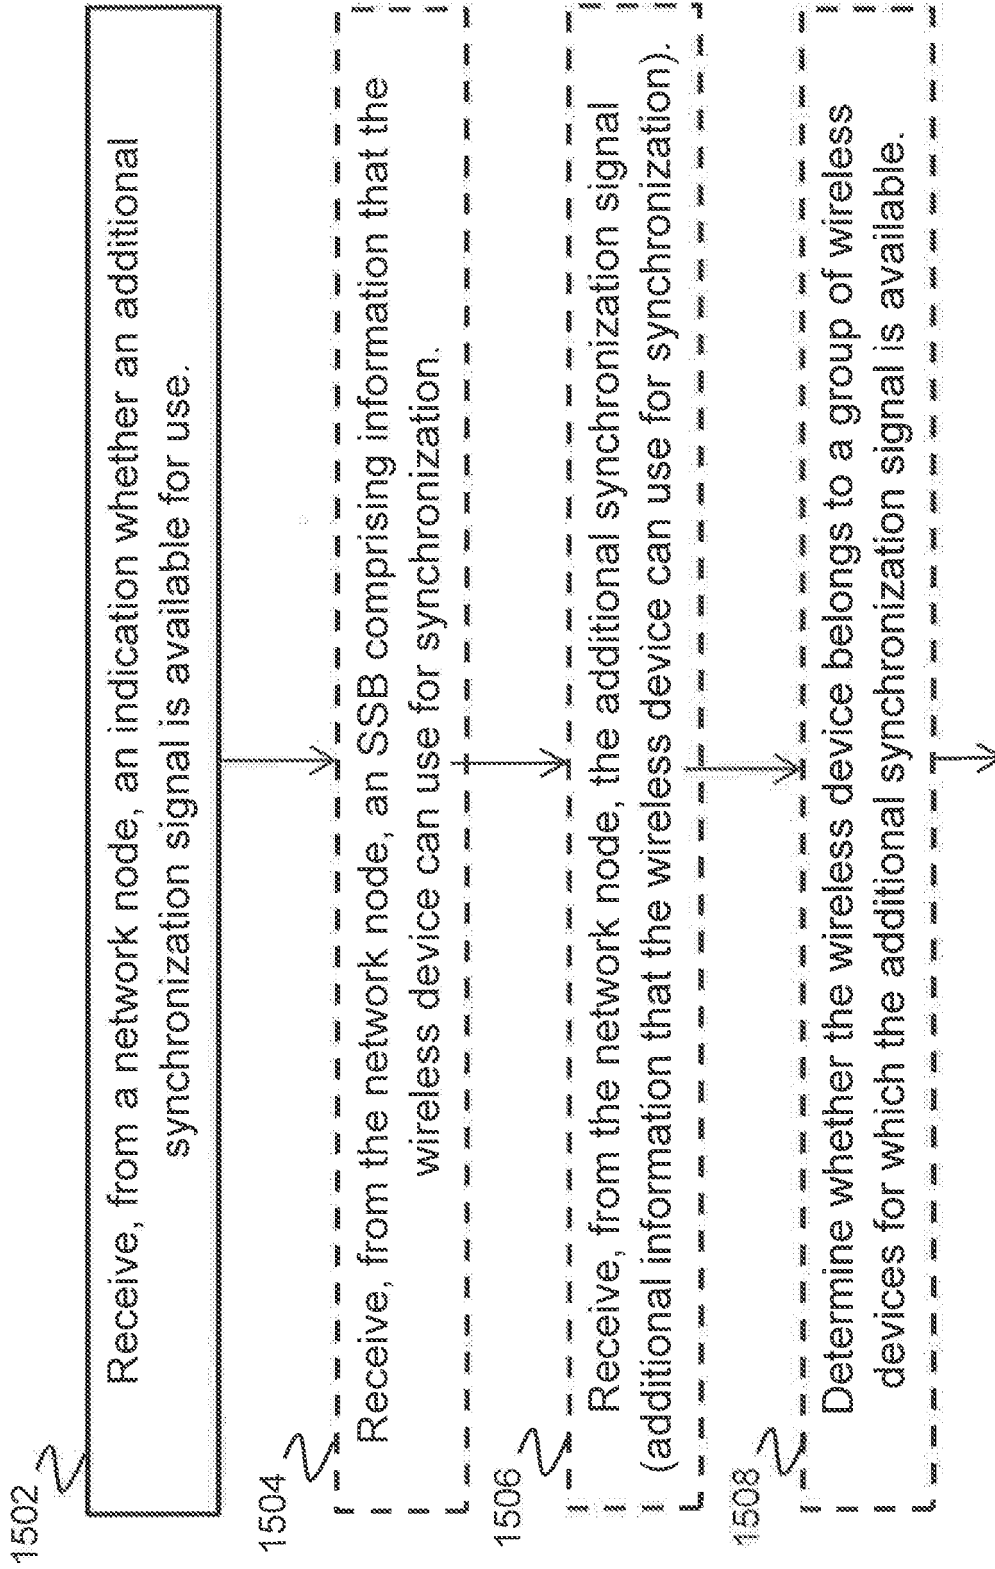 1502
Receive, from a network node, an indication whether an additional
synchronization signal is available for use.
1504
Receive, from the network node, an SSB comprising information that the
wireless device can use for synchronization.
1506
Receive, from the network node, the additional synchronization signal
(additional information that the wireless device can use for synchronization).
1508
Determine whether the wireless device belongs to a group of wireless
devices for which the additional synchronization signal is available.